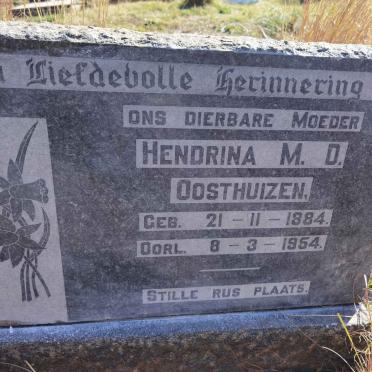 Liefdevolle Herinnering
ONS DIERBARE MOEDER
HENDRINA M. D.
OOSTHUIZEN,
GEB. 21-11-1884.
OORL. 8-3-1954.
STILLE RUS PLAATS.